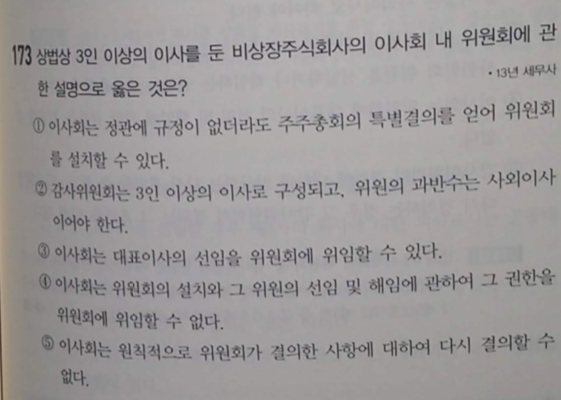 173 상법상 3인 이상의 이사를 둔 비상장주식회사의 이사회 내 위원회에 관
한 설명으로 옳은 것은?
• 13년 세무사
① 이사회는 정관에 규정이 없더라도 주주총회의 특별결의를 얻어 위원회
를 설치할 수 있다.
② 감사위원회는 3인 이상의 이사로 구성되고, 위원의 과반수는 사외이사
이어야 한다.
③ 이사회는 대표이사의 선임을 위원회에 위임할 수 있다.
④ 이사회는 위원회의 설치와 그 위원의 선임 및 해임에 관하여 그 권한을
위원회에 위임할 수 없다.
⑤ 이사회는 원칙적으로 위원회가 결의한 사항에 대하여 다시 결의할 수
없다.